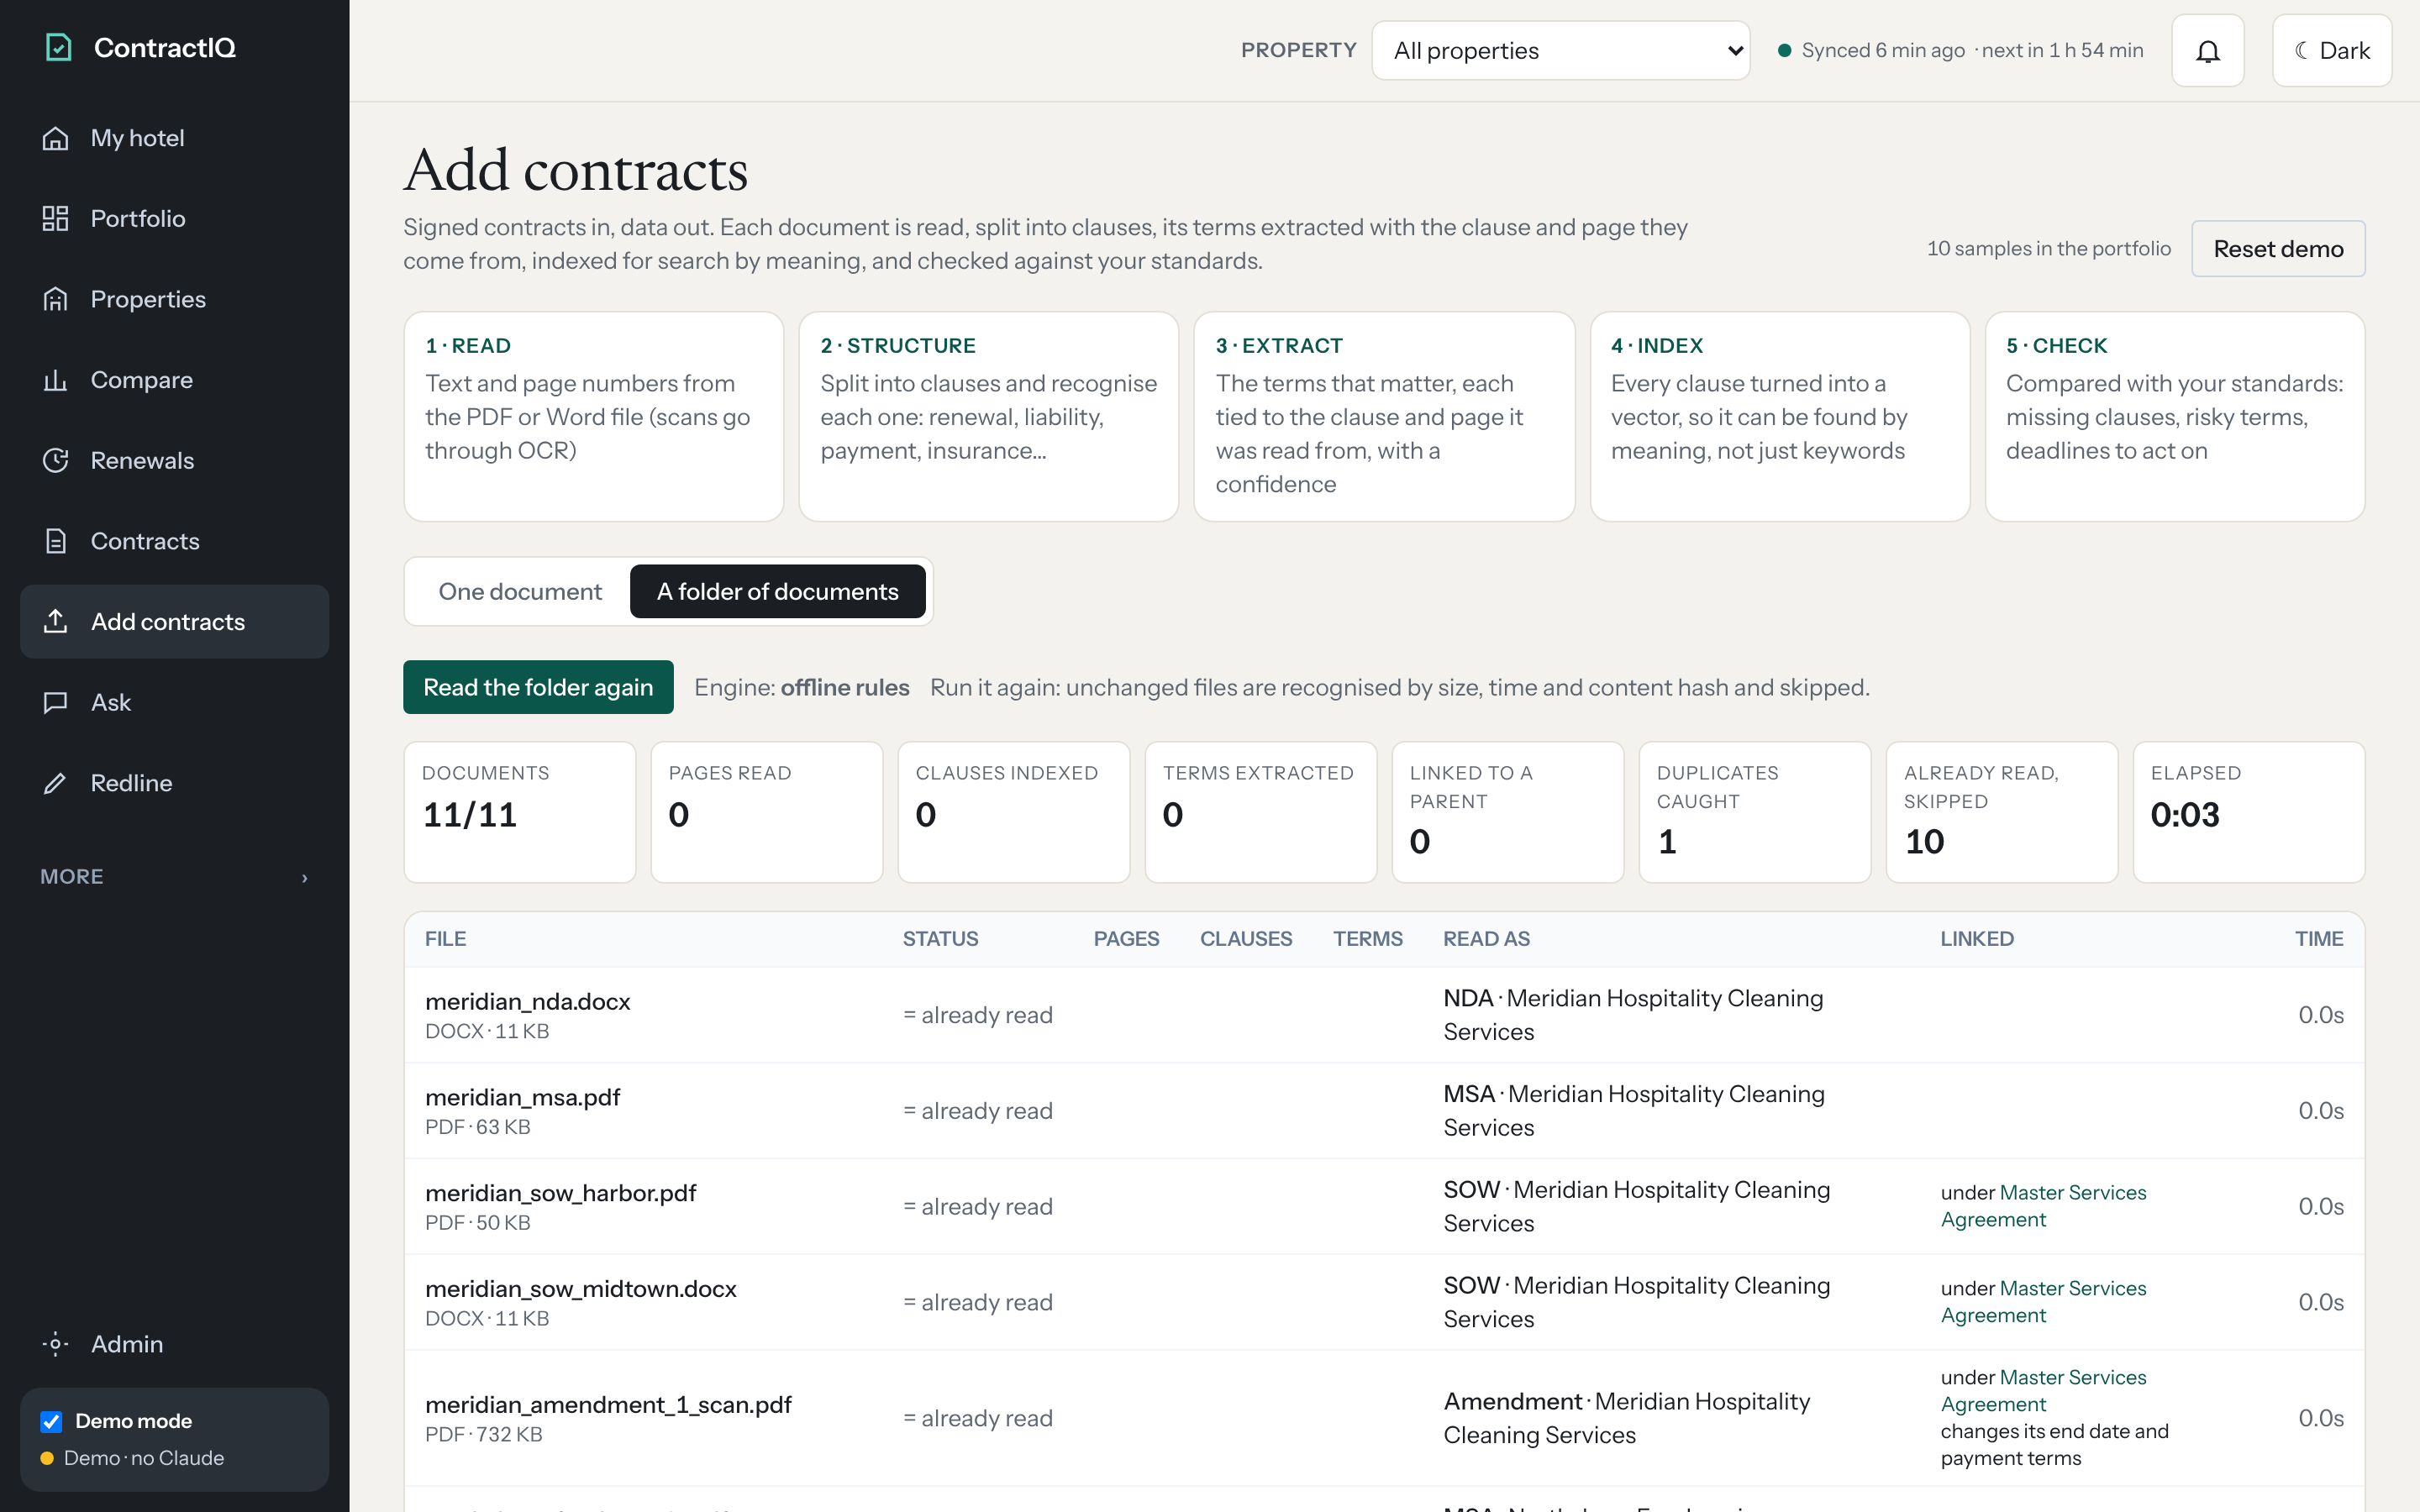 ContractIQ
My hotel
Portfolio
Properties
Compare
Renewals
Contracts
Add contracts
Ask
Redline
MORE ›
Admin
Demo mode
Demo · no Claude
PROPERTY All properties Synced 6 min ago · next in 1 h 54 min ☾ Dark
Add contracts
Signed contracts in, data out. Each document is read, split into clauses, its terms extracted with the clause and page they
come from, indexed for search by meaning, and checked against your standards.
10 samples in the portfolio Reset demo
1 · READ
Text and page numbers from
the PDF or Word file (scans go
through OCR)
2 · STRUCTURE
Split into clauses and recognise
each one: renewal, liability,
payment, insurance...
3 · EXTRACT
The terms that matter, each
tied to the clause and page it
was read from, with a
confidence
4 · INDEX
Every clause turned into a
vector, so it can be found by
meaning, not just keywords
5 · CHECK
Compared with your standards:
missing clauses, risky terms,
deadlines to act on
One document A folder of documents
Read the folder again Engine: offline rules Run it again: unchanged files are recognised by size, time and content hash and skipped.
DOCUMENTS
11/11
PAGES READ
0
CLAUSES INDEXED
0
TERMS EXTRACTED
0
LINKED TO A
PARENT
0
DUPLICATES
CAUGHT
1
ALREADY READ,
SKIPPED
10
ELAPSED
0:03
FILE STATUS PAGES CLAUSES TERMS READ AS LINKED TIME
meridian_nda.docx
DOCX · 11 KB
= already read
NDA · Meridian Hospitality Cleaning
Services
0.0s
meridian_msa.pdf
PDF · 63 KB
= already read
MSA · Meridian Hospitality Cleaning
Services
0.0s
meridian_sow_harbor.pdf
PDF · 50 KB
= already read
SOW · Meridian Hospitality Cleaning
Services
under Master Services
Agreement
0.0s
meridian_sow_midtown.docx
DOCX · 11 KB
= already read
SOW · Meridian Hospitality Cleaning
Services
under Master Services
Agreement
0.0s
meridian_amendment_1_scan.pdf
PDF · 732 KB
= already read
Amendment · Meridian Hospitality
Cleaning Services
under Master Services
Agreement
changes its end date and
payment terms
0.0s